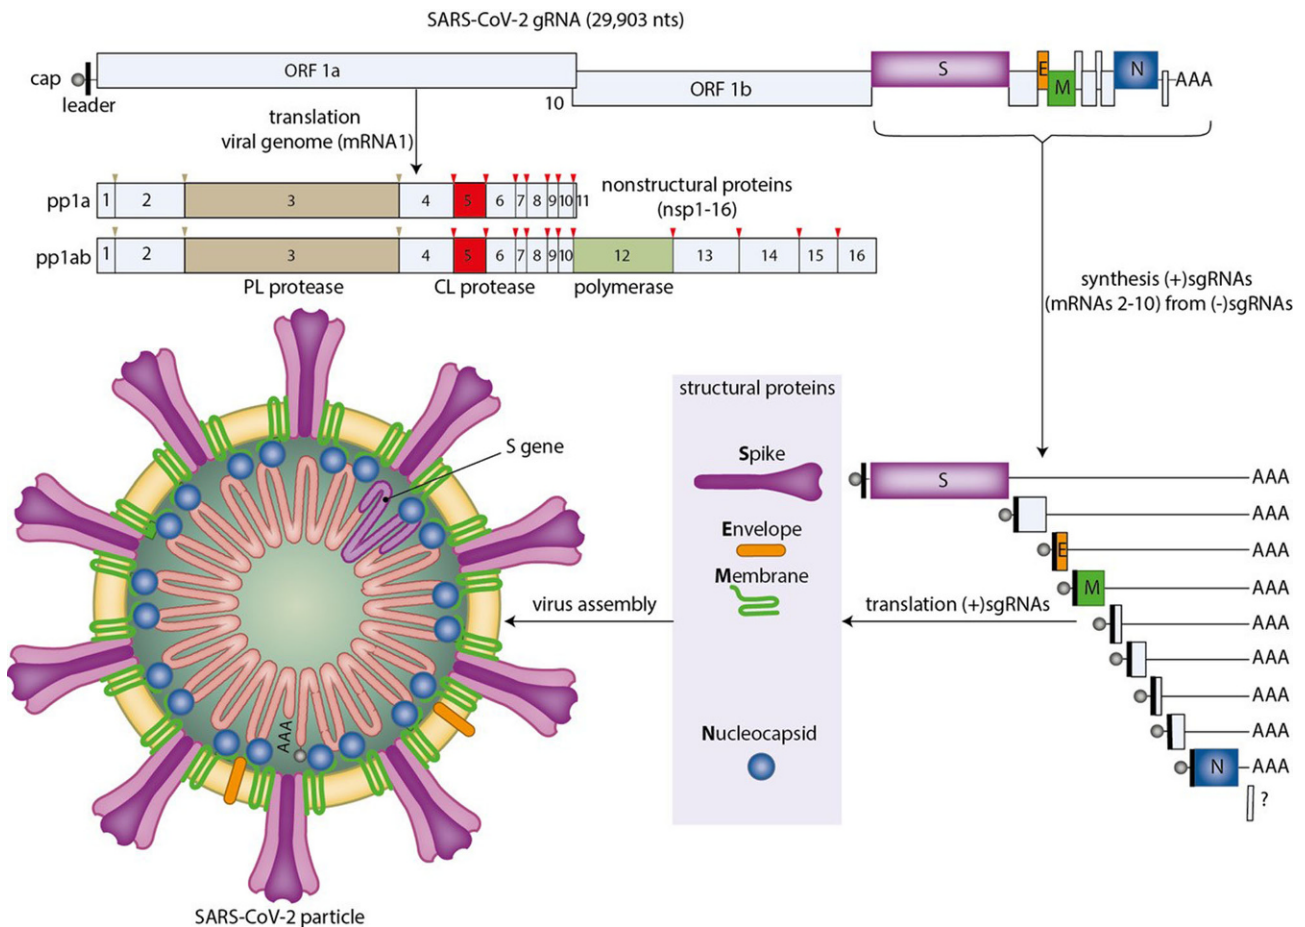 SARS-CoV-2 gRNA (29,903 nts)
cap
leader
ORF 1a
10
ORF 1b
S
E
M
N
AAA
translation
viral genome (mRNA1)
pp1a
1 2 3 4 5 6 7 8 9 10 11
nonstructural proteins
(nsp1-16)
pp1ab
1 2 3 4 5 6 7 8 9 10 12 13 14 15 16
PL protease
CL protease
polymerase
synthesis (+)sgRNAs
(mRNAs 2-10) from (-)sgRNAs
S gene
AAA
SARS-CoV-2 particle
virus assembly
structural proteins
Spike
Envelope
Membrane
Nucleocapsid
translation (+)sgRNAs
S AAA
AAA
E AAA
M AAA
AAA
AAA
AAA
AAA
N AAA
?